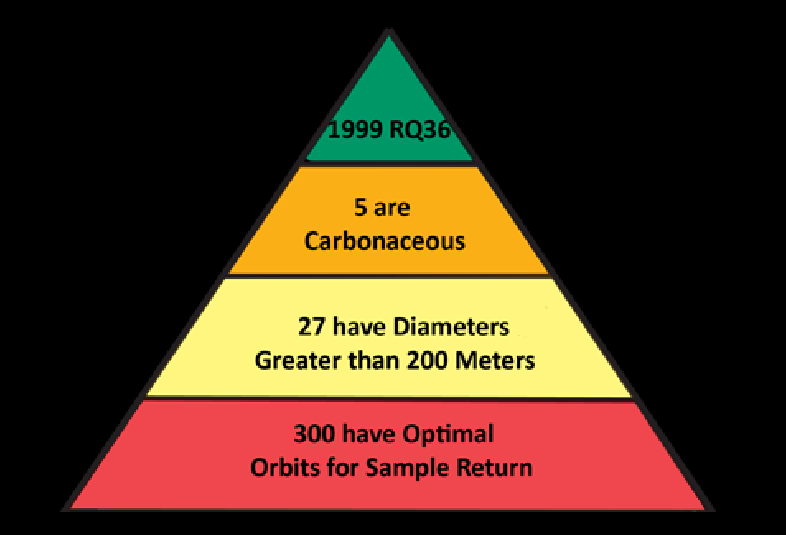 1999 RQ36
5 are
Carbonaceous
27 have Diameters
Greater than 200 Meters
300 have Optimal
Orbits for Sample Return